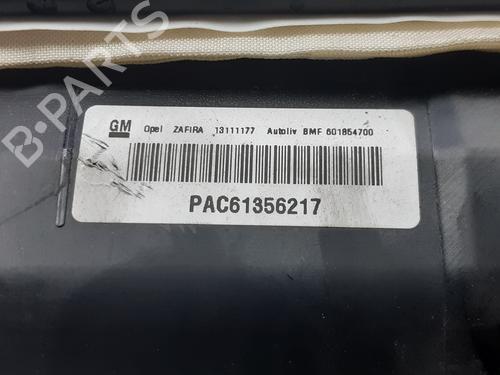 GM Opel ZAFIRA 13111177 Autoliv BMF 601854700
PAC61356217
B-PARTS